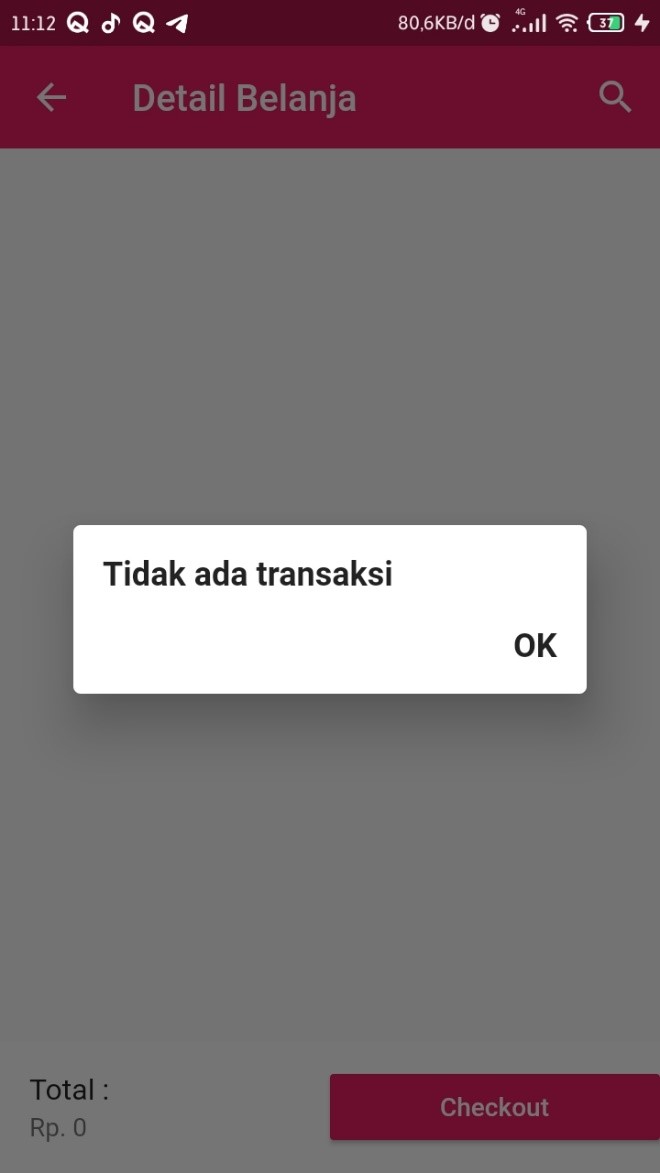 11:12 80,6KB/d 4G 37
Detail Belanja
Tidak ada transaksi
OK
Total :
Rp. 0
Checkout